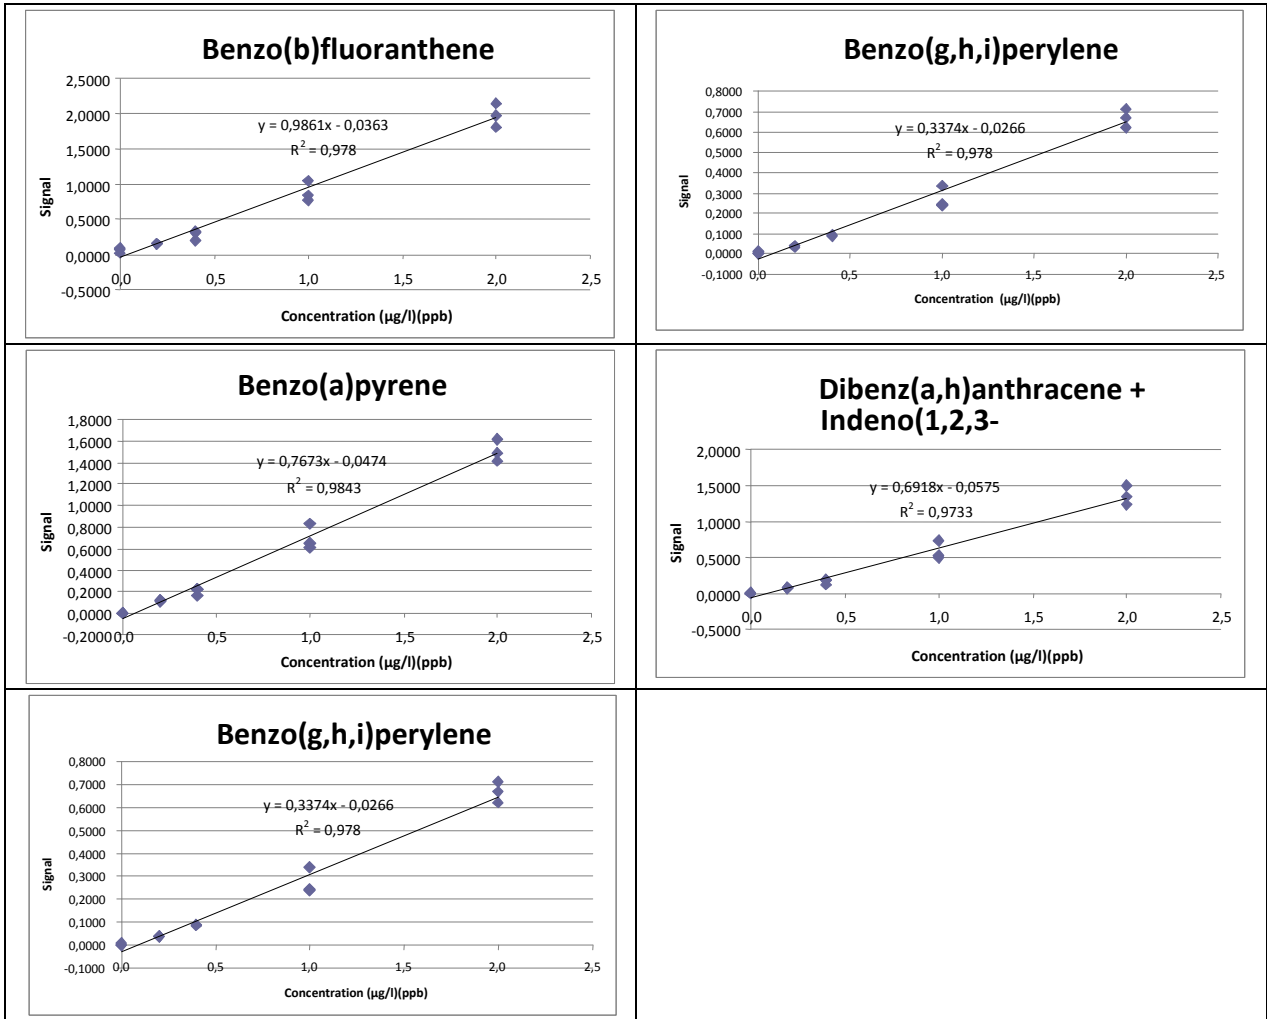 Benzo(b)fluoranthene
2,5000
2,0000
1,5000
1,0000
0,5000
0,0000
-0,5000
Signal
y = 0,9861x - 0,0363
R2 = 0,978
0,0 0,5 1,0 1,5 2,0 2,5
Concentration (µg/l)(ppb)
Benzo(g,h,i)perylene
0,8000
0,7000
0,6000
0,5000
0,4000
0,3000
0,2000
0,1000
0,0000
-0,1000
Signal
y = 0,3374x - 0,0266
R2 = 0,978
0,0 0,5 1,0 1,5 2,0 2,5
Concentration (µg/l)(ppb)
Benzo(a)pyrene
1,8000
1,6000
1,4000
1,2000
1,0000
0,8000
0,6000
0,4000
0,2000
0,0000
-0,2000
Signal
y = 0,7673x - 0,0474
R2 = 0,9843
0,0 0,5 1,0 1,5 2,0 2,5
Concentration (µg/l)(ppb)
Dibenz(a,h)anthracene +
Indeno(1,2,3-
2,0000
1,5000
1,0000
0,5000
0,0000
-0,5000
Signal
y = 0,6918x - 0,0575
R2 = 0,9733
0,0 0,5 1,0 1,5 2,0 2,5
Concentration (µg/l)(ppb)
Benzo(g,h,i)perylene
0,8000
0,7000
0,6000
0,5000
0,4000
0,3000
0,2000
0,1000
0,0000
-0,1000
Signal
y = 0,3374x - 0,0266
R2 = 0,978
0,0 0,5 1,0 1,5 2,0 2,5
Concentration (µg/l)(ppb)